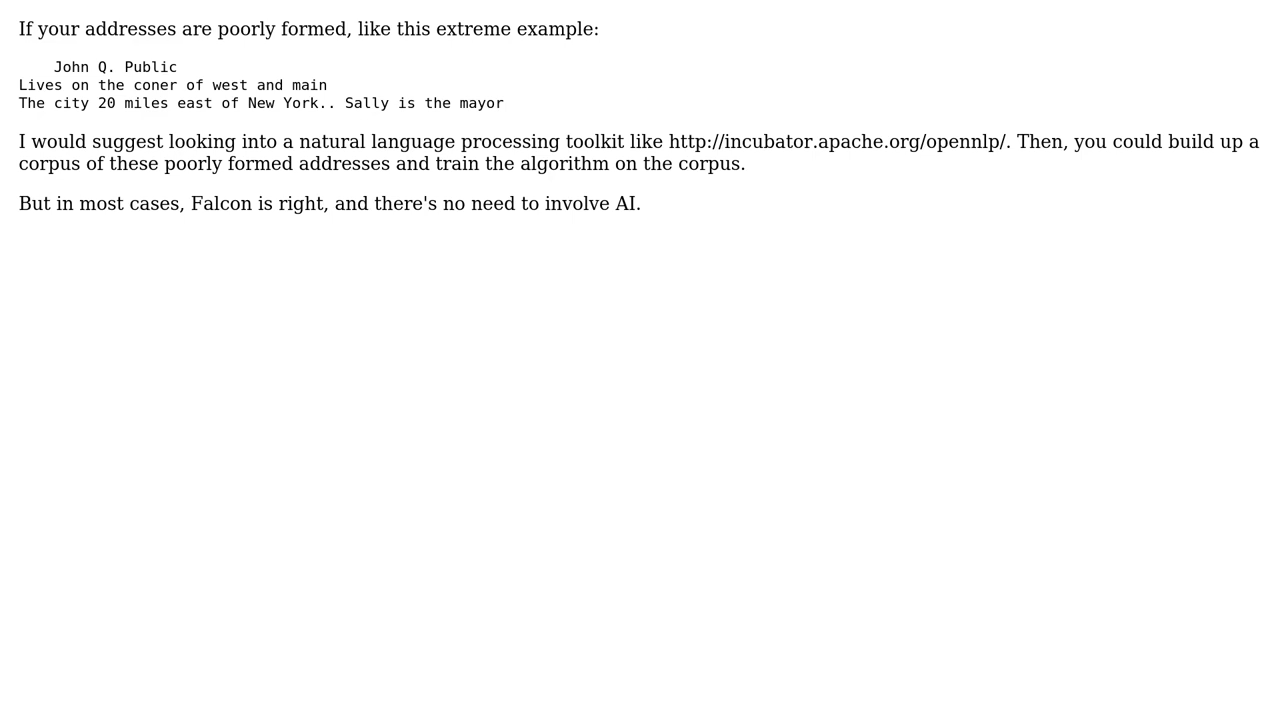 If your addresses are poorly formed, like this extreme example:
John Q. Public
Lives on the coner of west and main
The city 20 miles east of New York.. Sally is the mayor
I would suggest looking into a natural language processing toolkit like http://incubator.apache.org/opennlp/. Then, you could build up a
corpus of these poorly formed addresses and train the algorithm on the corpus.
But in most cases, Falcon is right, and there's no need to involve AI.